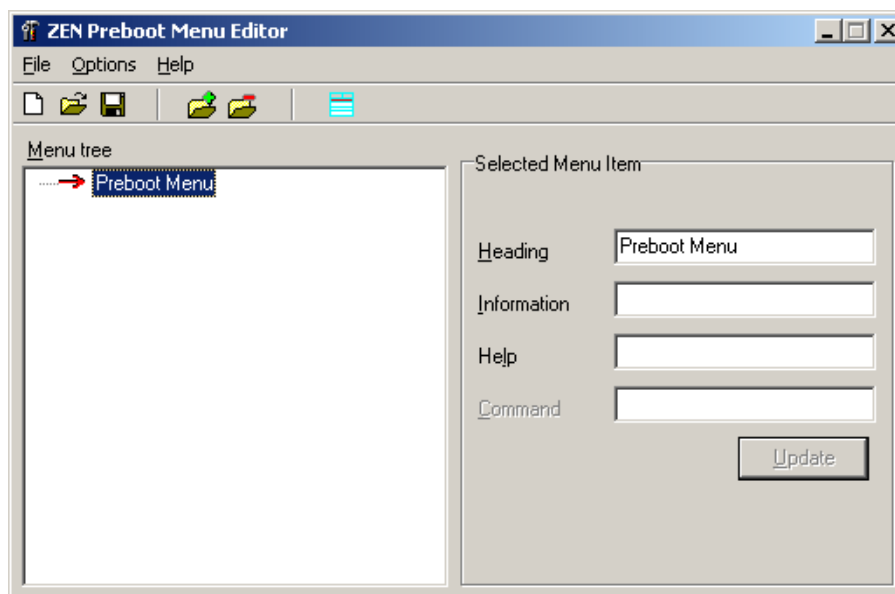 ZEN Preboot Menu Editor
File Options Help
Menu tree
Preboot Menu
Selected Menu Item
Heading Preboot Menu
Information
Help
Command
Update